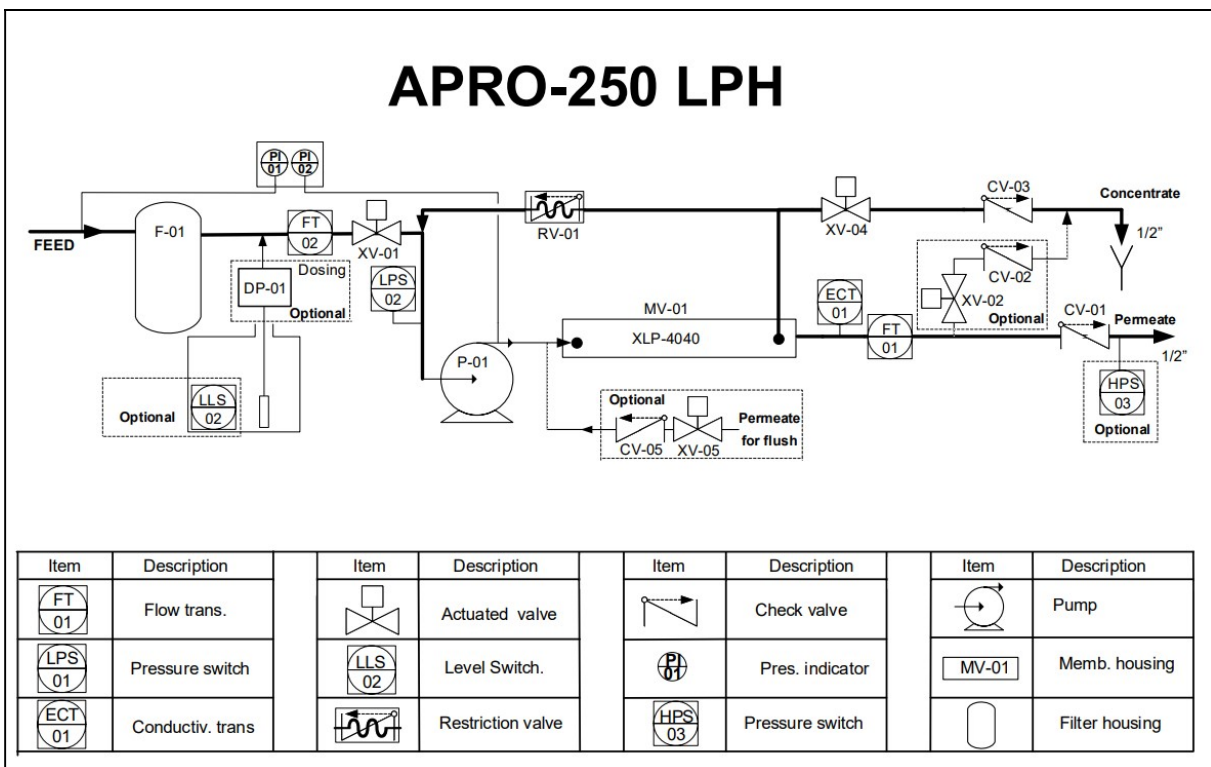 APRO-250 LPH
PI
01
PI
02
CV-03
Concentrate
1/2"
F-01
FT
02
RV-01
XV-04
FEED
XV-01
Dosing
DP-01
Optional
LPS
02
CV-02
XV-02
Optional
ECT
01
MV-01
XLP-4040
FT
01
CV-01
Permeate
1/2"
P-01
LLS
02
Optional
Optional
Permeate
for flush
CV-05
XV-05
HPS
03
Optional
Item Description Item Description Item Description Item Description
FT
01
Flow trans.
Actuated valve
Check valve
Pump
LPS
01
Pressure switch
LLS
02
Level Switch.
PI
01
Pres. indicator
MV-01
Memb. housing
ECT
01
Conductiv. trans
Restriction valve
HPS
03
Pressure switch
Filter housing